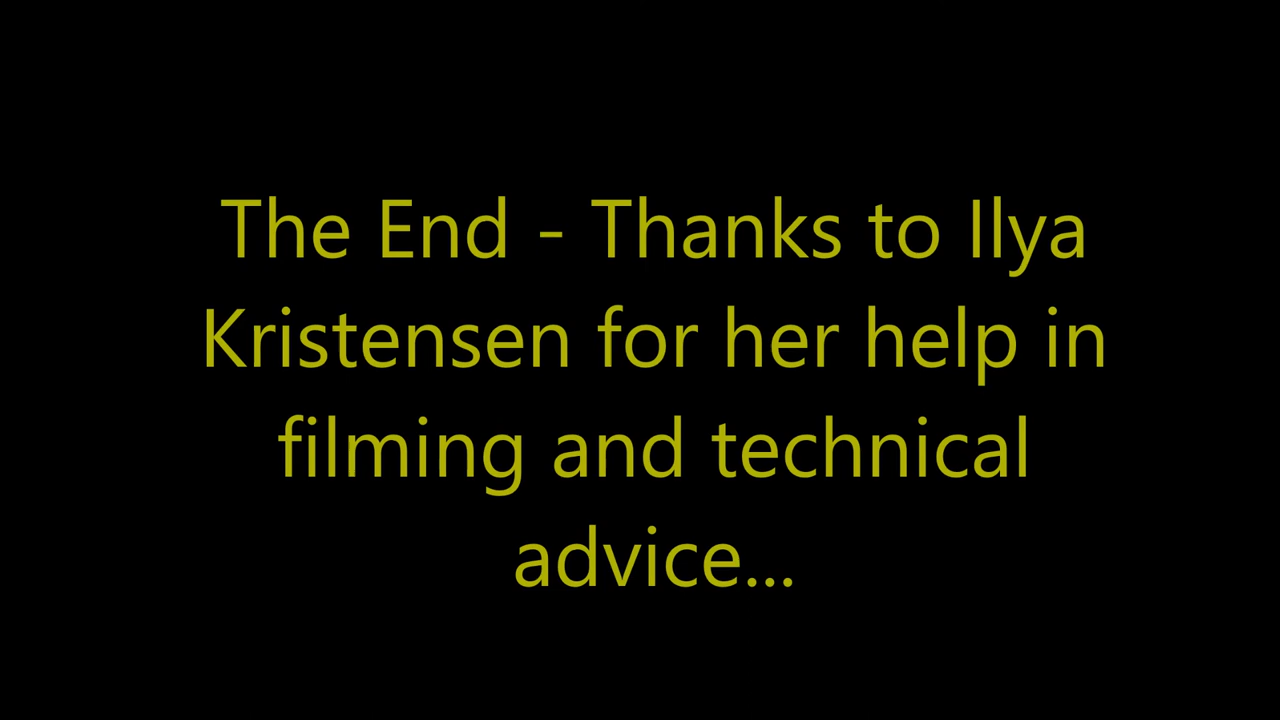 The End - Thanks to Ilya
Kristensen for her help in
filming and technical
advice...